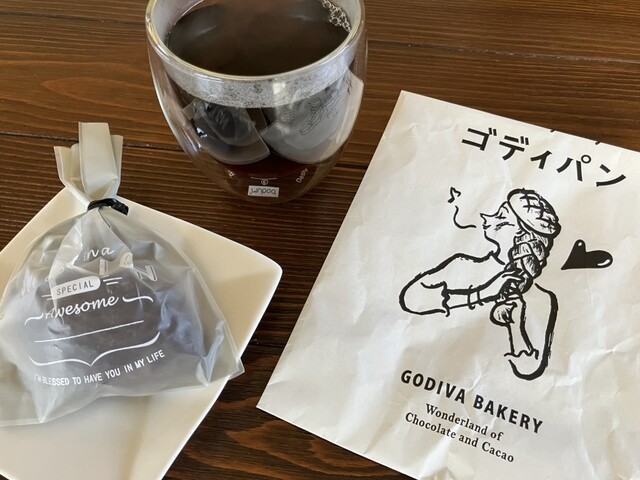 ゴディパン
GODIVA BAKERY
Wonderland of
Chocolate and Cacao
bodum
SPECIAL
Awesome
I'M BLESSED TO HAVE YOU IN MY LIFE